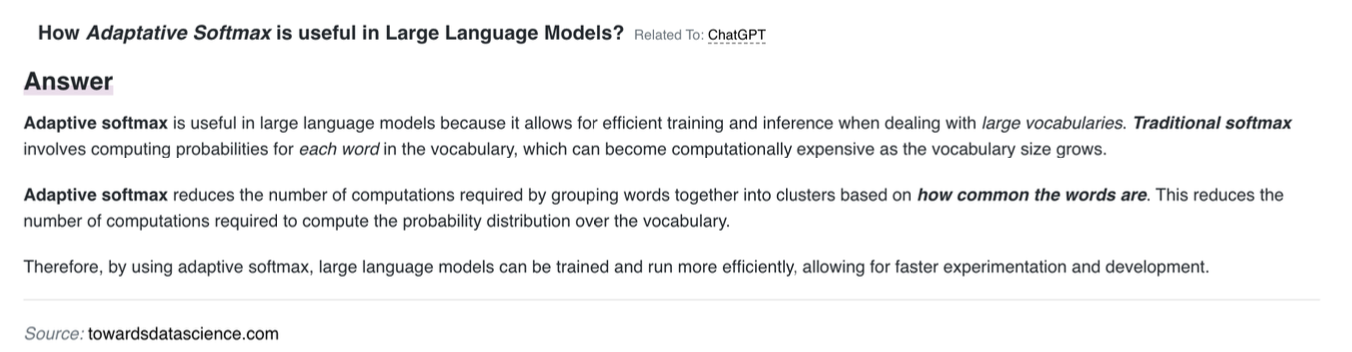 How Adaptative Softmax is useful in Large Language Models? Related To: ChatGPT
Answer
Adaptive softmax is useful in large language models because it allows for efficient training and inference when dealing with large vocabularies. Traditional softmax
involves computing probabilities for each word in the vocabulary, which can become computationally expensive as the vocabulary size grows.
Adaptive softmax reduces the number of computations required by grouping words together into clusters based on how common the words are. This reduces the
number of computations required to compute the probability distribution over the vocabulary.
Therefore, by using adaptive softmax, large language models can be trained and run more efficiently, allowing for faster experimentation and development.
Source: towardsdatascience.com